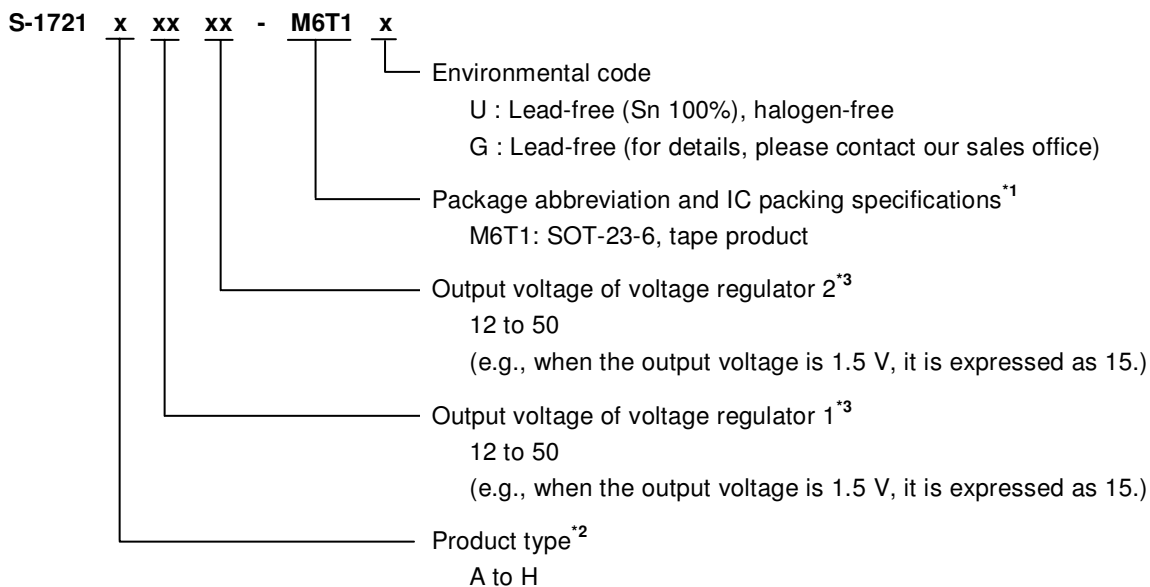 S-1721 x xx xx - M6T1 x
Environmental code
U : Lead-free (Sn 100%), halogen-free
G : Lead-free (for details, please contact our sales office)
Package abbreviation and IC packing specifications*1
M6T1: SOT-23-6, tape product
Output voltage of voltage regulator 2*3
12 to 50
(e.g., when the output voltage is 1.5 V, it is expressed as 15.)
Output voltage of voltage regulator 1*3
12 to 50
(e.g., when the output voltage is 1.5 V, it is expressed as 15.)
Product type*2
A to H